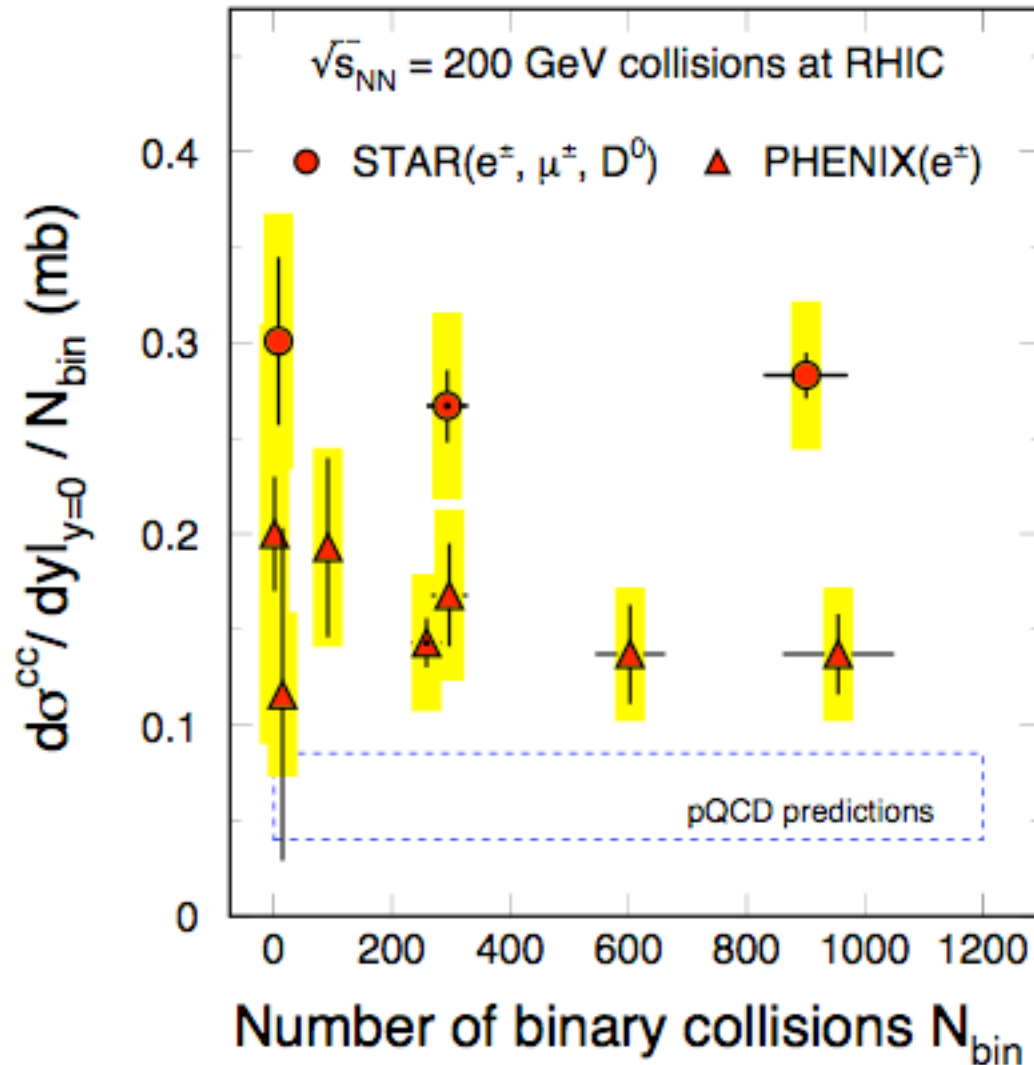 √s_NN = 200 GeV collisions at RHIC
STAR(e±, μ±, D⁰) PHENIX(e±)
dσ^cc / dy|y=0 / N_bin (mb)
0.4
0.3
0.2
0.1
0
pQCD predictions
0 200 400 600 800 1000 1200
Number of binary collisions N_bin